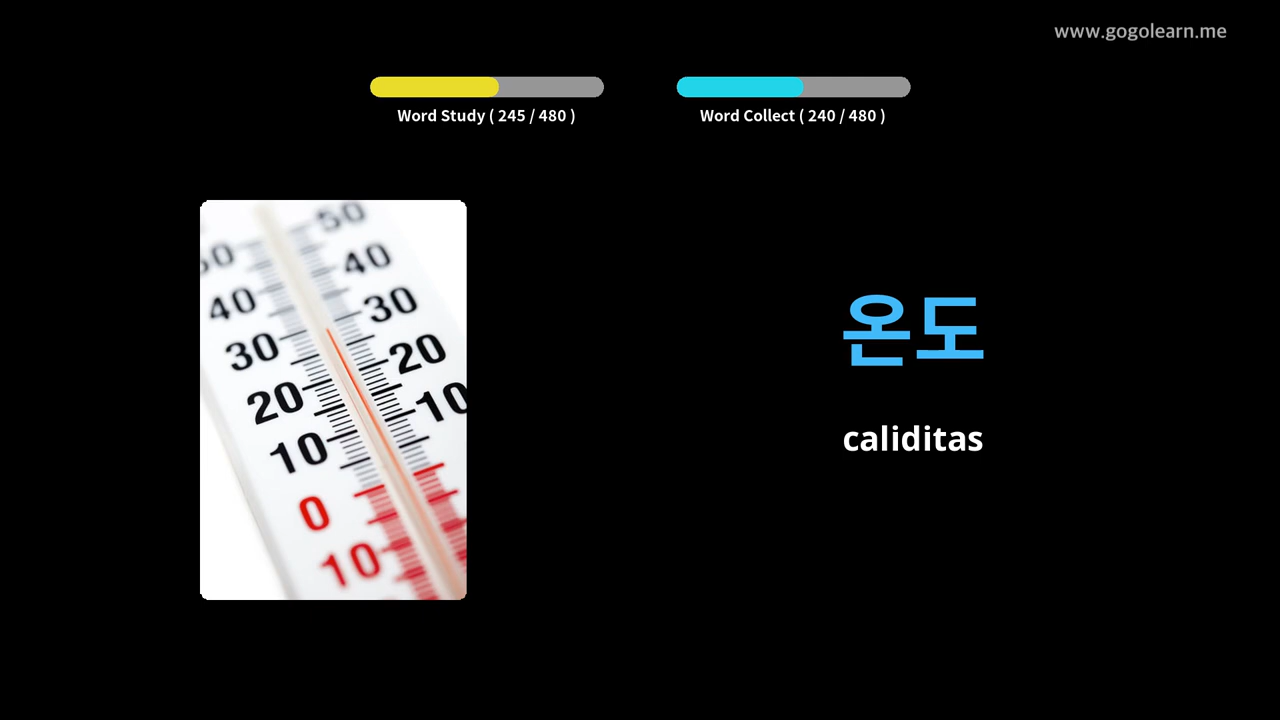 www.gogolearn.me
Word Study ( 245 / 480 )
Word Collect ( 240 / 480 )
50
50
40
40
30
30
20
20
10
10
0
10
온도
caliditas